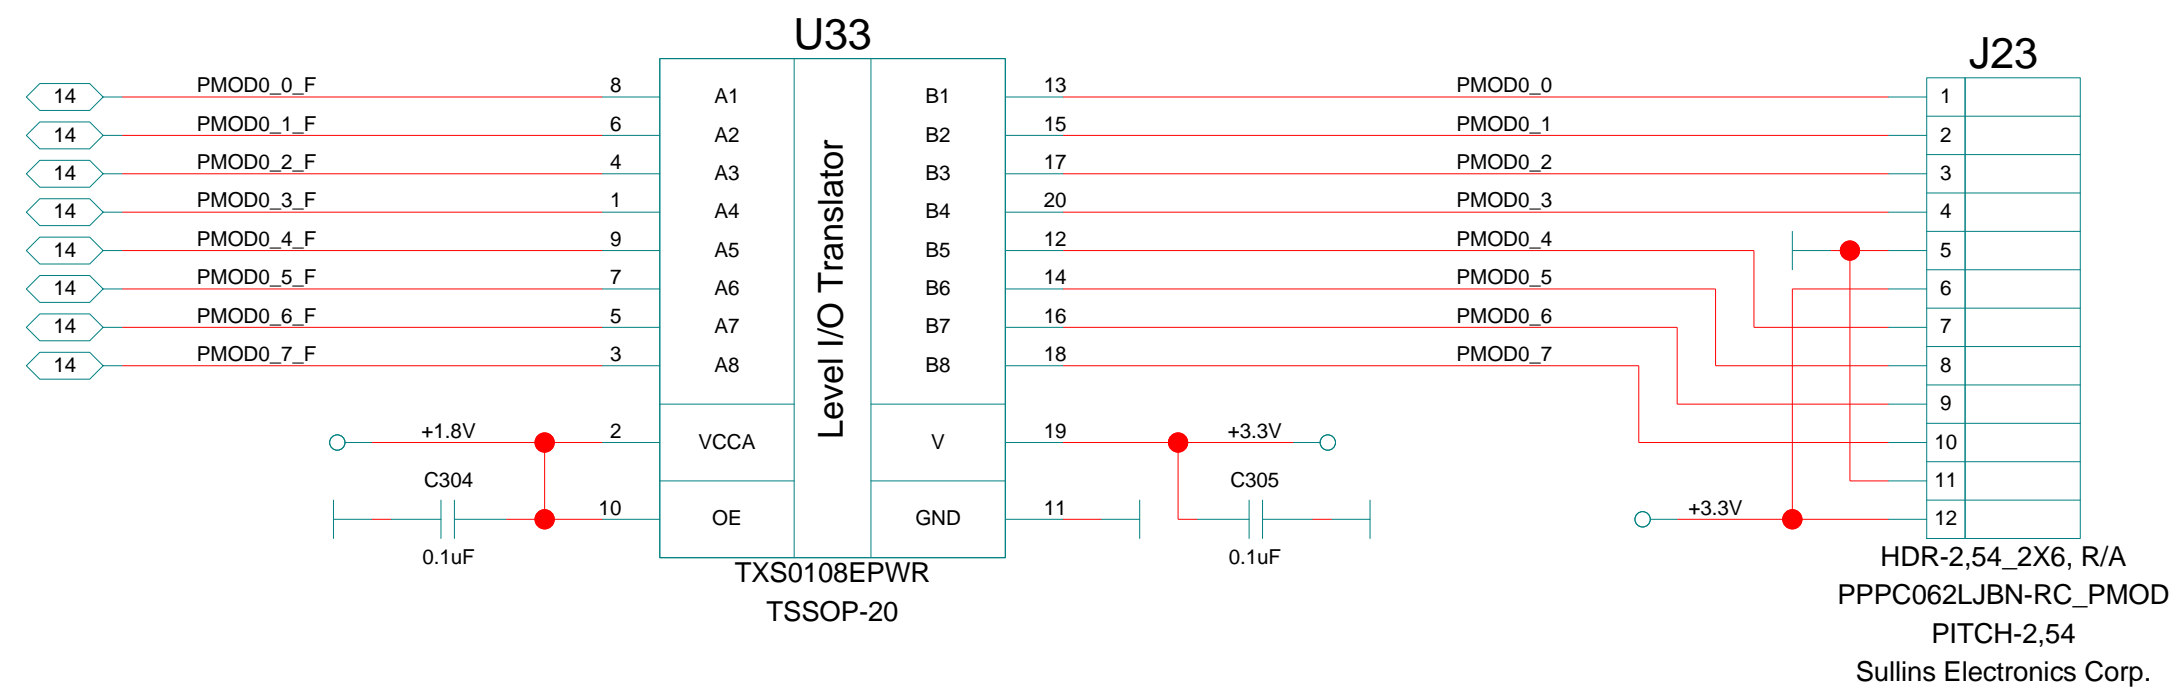 U33
J23
14 PMOD0_0_F 8 A1 B1 13 PMOD0_0 1
14 PMOD0_1_F 6 A2 B2 15 PMOD0_1 2
14 PMOD0_2_F 4 A3 B3 17 PMOD0_2 3
14 PMOD0_3_F 1 A4 B4 20 PMOD0_3 4
14 PMOD0_4_F 9 A5 B5 12 PMOD0_4 5
14 PMOD0_5_F 7 A6 B6 14 PMOD0_5 6
14 PMOD0_6_F 5 A7 B7 16 PMOD0_6 7
14 PMOD0_7_F 3 A8 B8 18 PMOD0_7 8
Level I/O Translator
9
+1.8V 2 VCCA V 19 +3.3V 10
C304 C305 11
10 OE GND 11 +3.3V 12
0.1uF 0.1uF
TXS0108EPWR
TSSOP-20
HDR-2,54_2X6, R/A
PPPC062LJBN-RC_PMOD
PITCH-2,54
Sullins Electronics Corp.